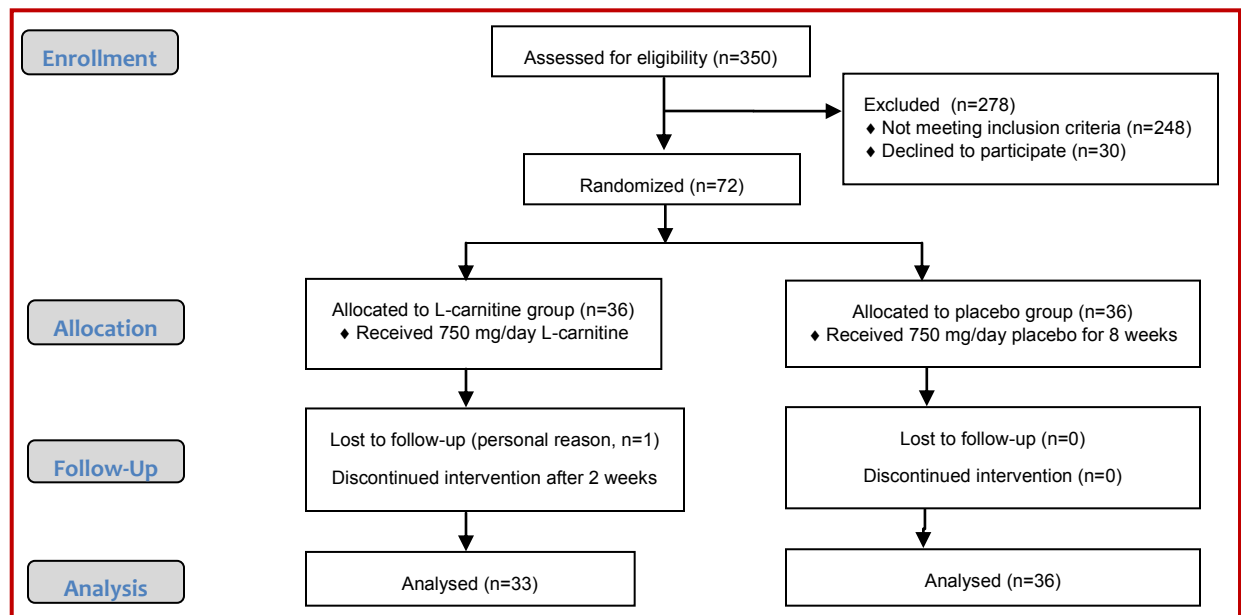 Enrollment
Assessed for eligibility (n=350)
Excluded (n=278)
♦ Not meeting inclusion criteria (n=248)
♦ Declined to participate (n=30)
Randomized (n=72)
Allocation
Allocated to L-carnitine group (n=36)
♦ Received 750 mg/day L-carnitine
Allocated to placebo group (n=36)
♦ Received 750 mg/day placebo for 8 weeks
Follow-Up
Lost to follow-up (personal reason, n=1)
Discontinued intervention after 2 weeks
Lost to follow-up (n=0)
Discontinued intervention (n=0)
Analysis
Analysed (n=33)
Analysed (n=36)